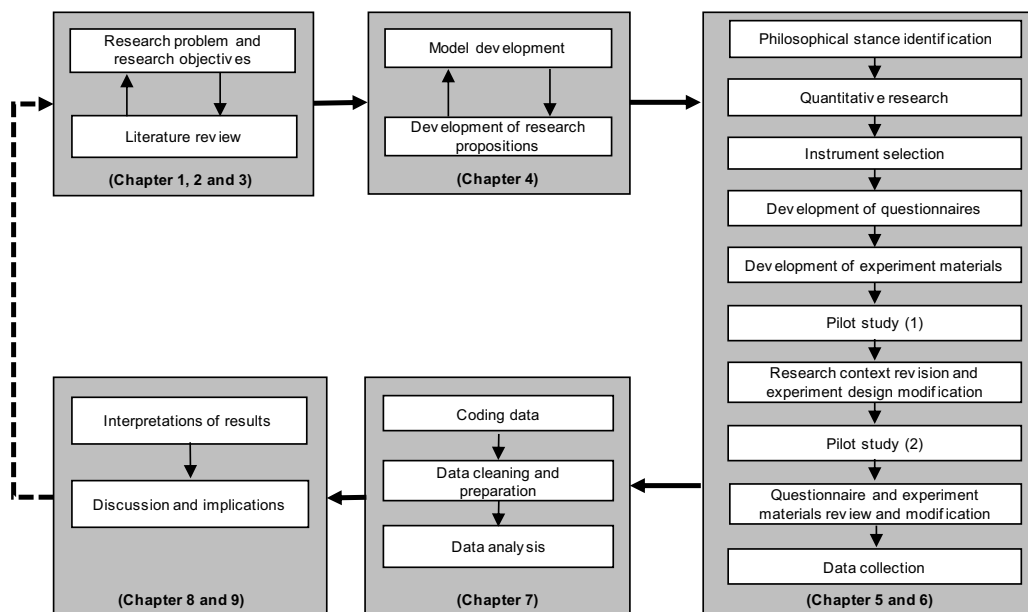 Research problem and
research objectives
Literature review
(Chapter 1, 2 and 3)
Model development
Development of research
propositions
(Chapter 4)
Philosophical stance identification
Quantitative research
Instrument selection
Development of questionnaires
Development of experiment materials
Pilot study (1)
Research context revision and
experiment design modification
Pilot study (2)
Questionnaire and experiment
materials review and modification
Data collection
(Chapter 5 and 6)
Coding data
Data cleaning and
preparation
Data analysis
(Chapter 7)
Interpretations of results
Discussion and implications
(Chapter 8 and 9)